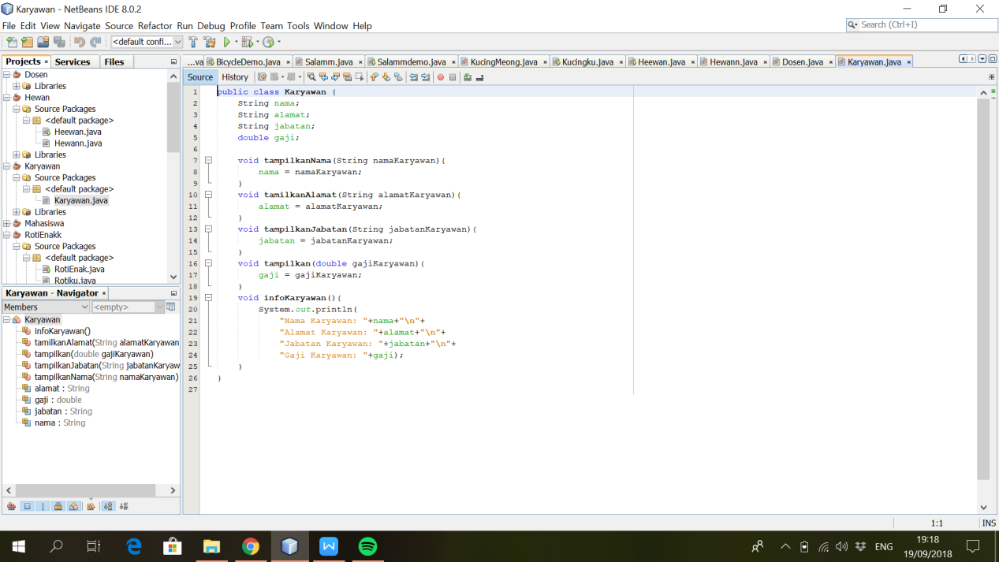 Karyawan - NetBeans IDE 8.0.2
File Edit View Navigate Source Refactor Run Debug Profile Team Tools Window Help
Search (Ctrl+I)
<default confi...
Projects Services Files
...va BicycleDemo.java Salamm.java Salammdemo.java KucingMeong.java Kucingku.java Heewan.java Hewann.java Dosen.java Karyawan.java
Source History
Dosen
Libraries
Hewan
Source Packages
<default package>
Heewan.java
Hewann.java
Libraries
Karyawan
Source Packages
<default package>
Karyawan.java
Libraries
Mahasiswa
RotiEnakk
Source Packages
<default package>
RotiEnak.java
Rotiku.java
Karyawan - Navigator
Members <empty>
Karyawan
infoKaryawan()
tamilkanAlamat(String alamatKaryawan
tampilkan(double gajiKaryawan)
tampilkanJabatan(String jabatanKaryaw
tampilkanNama(String namaKaryawan)
alamat : String
gaji : double
jabatan : String
nama : String
1 public class Karyawan {
2 String nama;
3 String alamat;
4 String jabatan;
5 double gaji;
6
7 void tampilkanNama(String namaKaryawan){
8 nama = namaKaryawan;
9 }
10 void tamilkanAlamat(String alamatKaryawan){
11 alamat = alamatKaryawan;
12 }
13 void tampilkanJabatan(String jabatanKaryawan){
14 jabatan = jabatanKaryawan;
15 }
16 void tampilkan(double gajiKaryawan){
17 gaji = gajiKaryawan;
18 }
19 void infoKaryawan(){
20 System.out.println(
21 "Nama Karyawan: "+nama+"\n"+
22 "Alamat Karyawan: "+alamat+"\n"+
23 "Jabatan Karyawan: "+jabatan+"\n"+
24 "Gaji Karyawan: "+gaji);
25 }
26 }
27
1:1 INS
ENG
19:18
19/09/2018